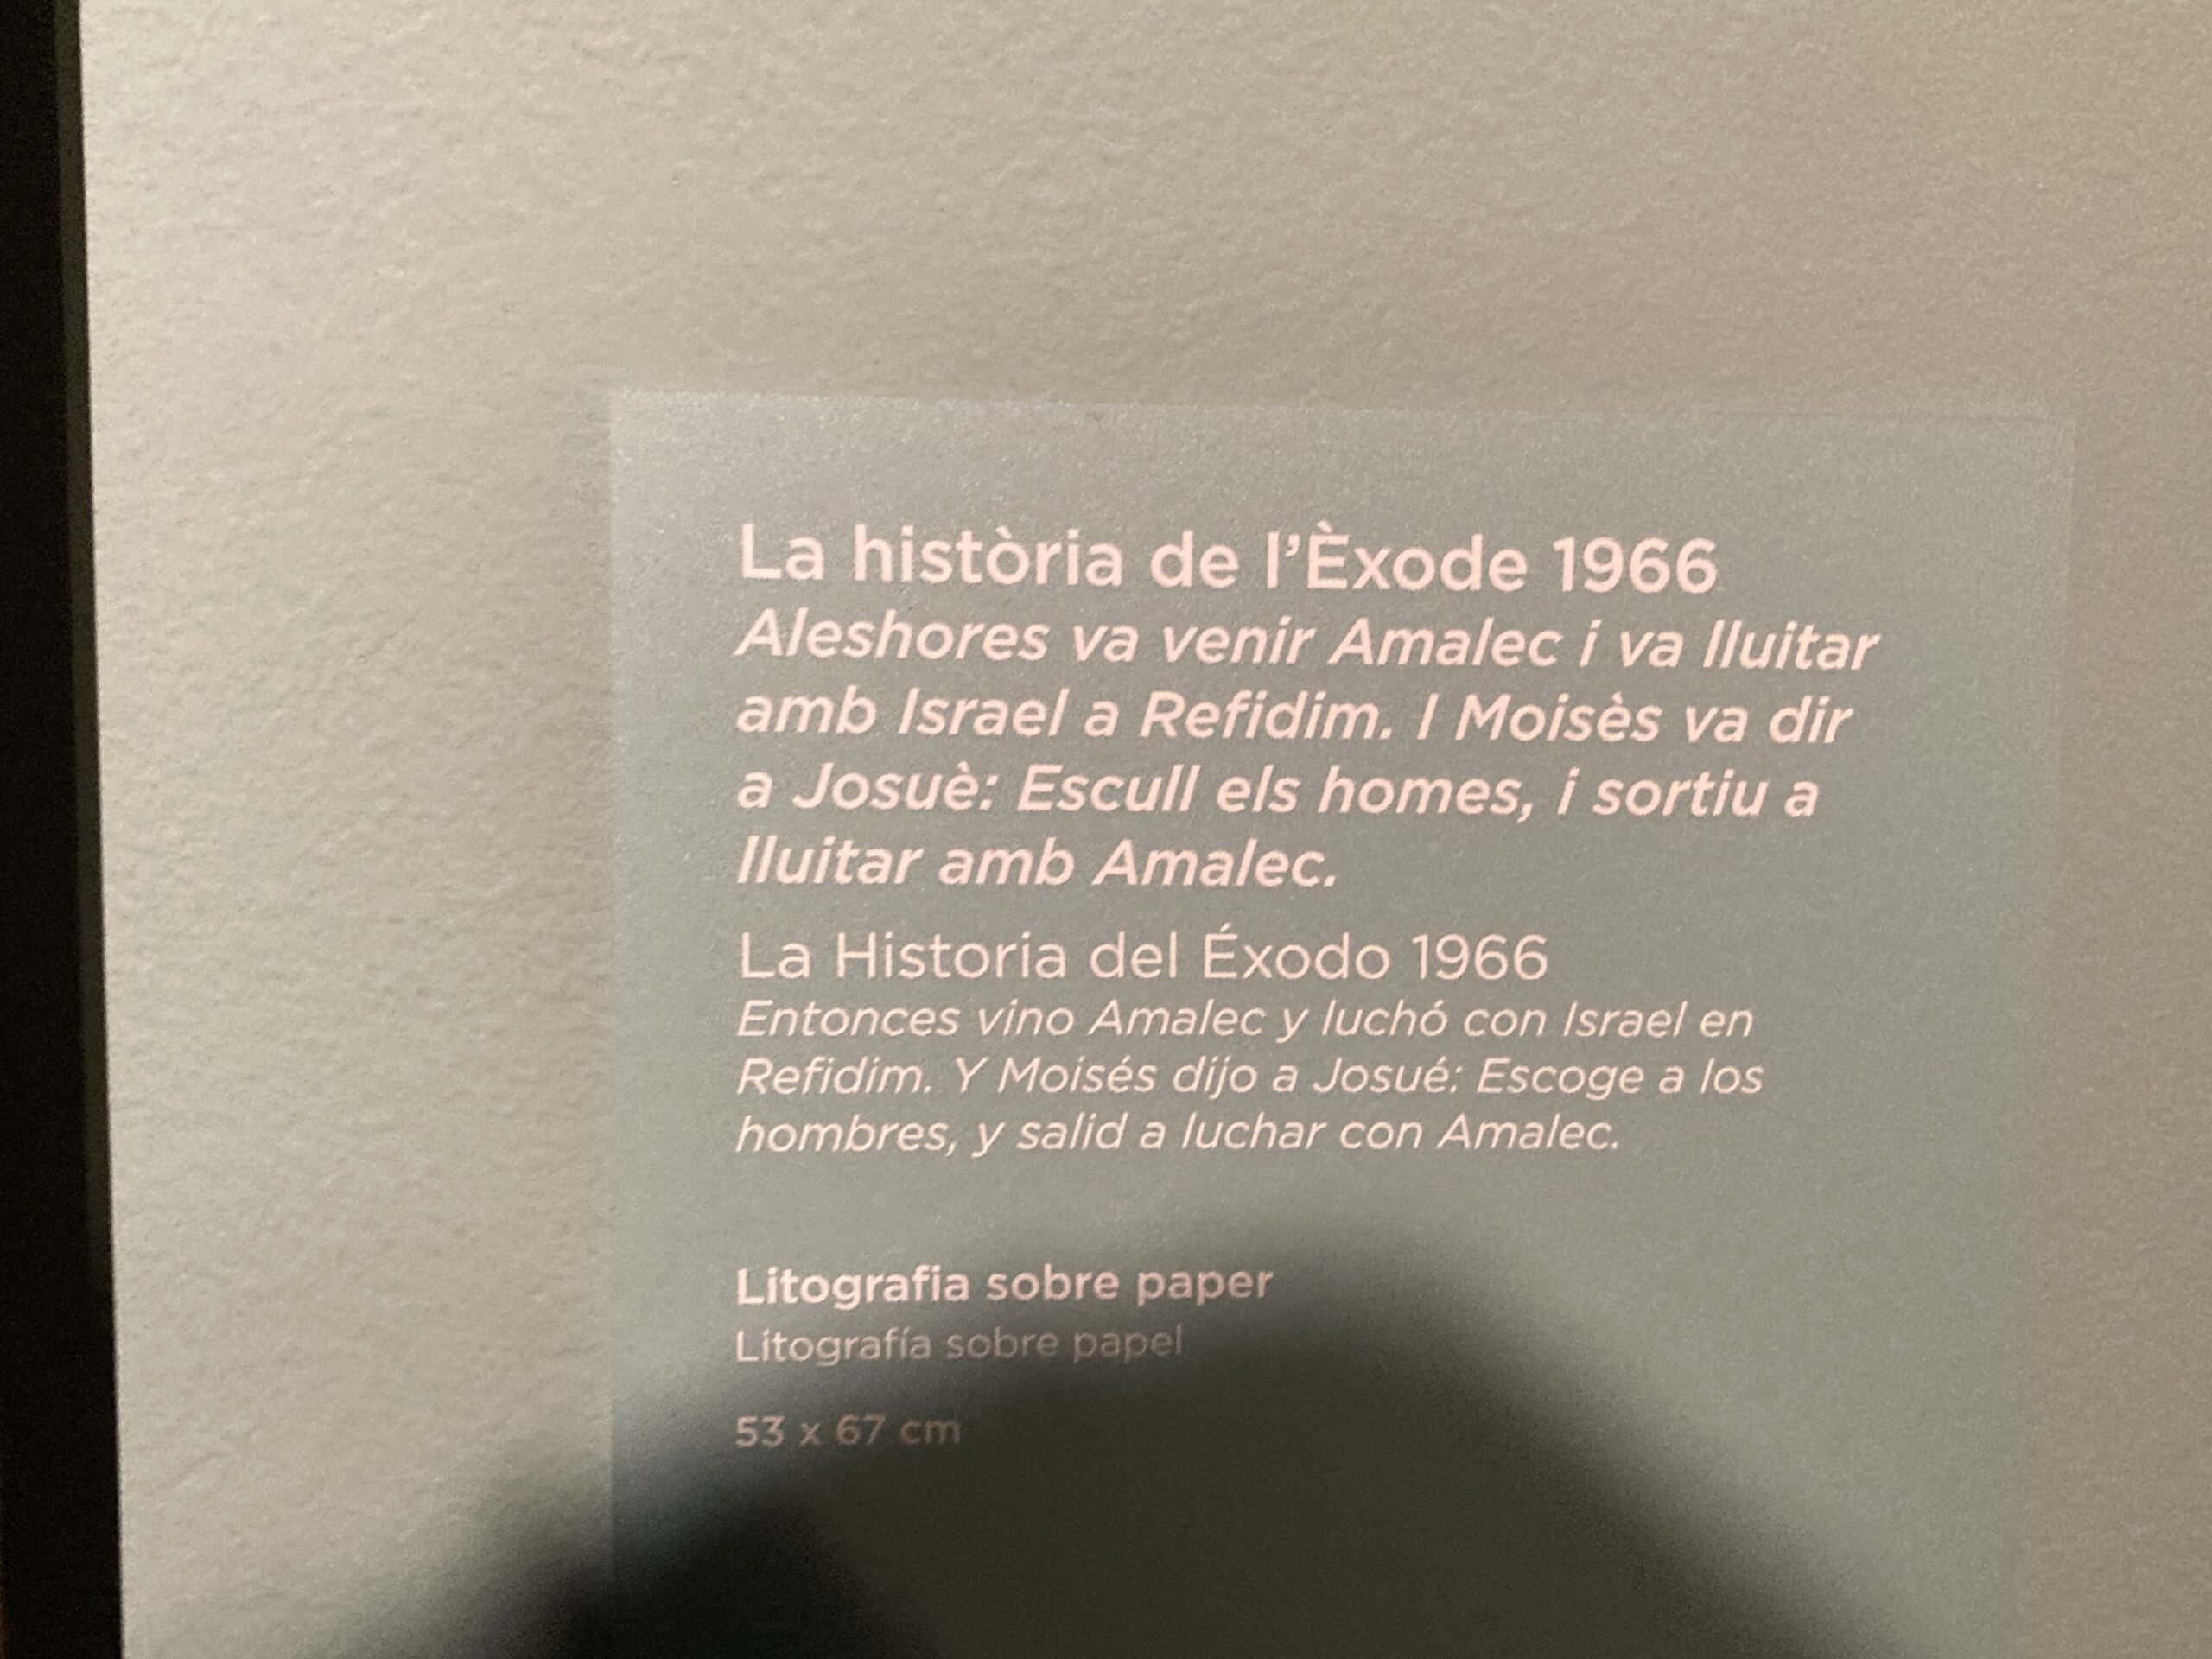 La història de l'Èxode 1966
Aleshores va venir Amalec i va lluitar
amb Israel a Refidim. I Moisès va dir
a Josuè: Escull els homes, i sortiu a
lluitar amb Amalec.
La Historia del Éxodo 1966
Entonces vino Amalec y luchó con Israel en
Refidim. Y Moisés dijo a Josué: Escoge a los
hombres, y salid a luchar con Amalec.
Litografia sobre paper
Litografía sobre papel
53 x 67 cm